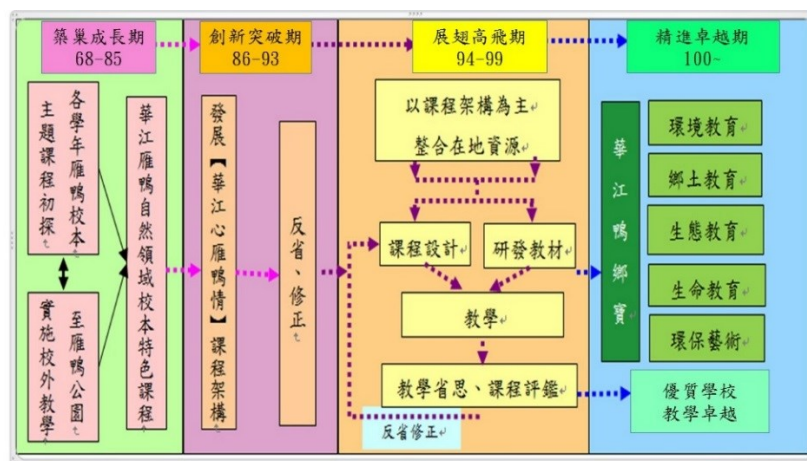 築巢成長期
68-85
創新突破期
86-93
展翅高飛期
94-99
精進卓越期
100~
各學年雁鴨校本
主題課程初探
至雁鴨公園
實施校外教學
華江雁鴨自然領域校本特色課程
發展【華江心雁鴨情】課程架構
反省、修正
以課程架構為主
整合在地資源
課程設計
研發教材
教學
教學省思、課程評鑑
反省修正
華江鴨鄉寶
環境教育
鄉土教育
生態教育
生命教育
環保藝術
優質學校
教學卓越